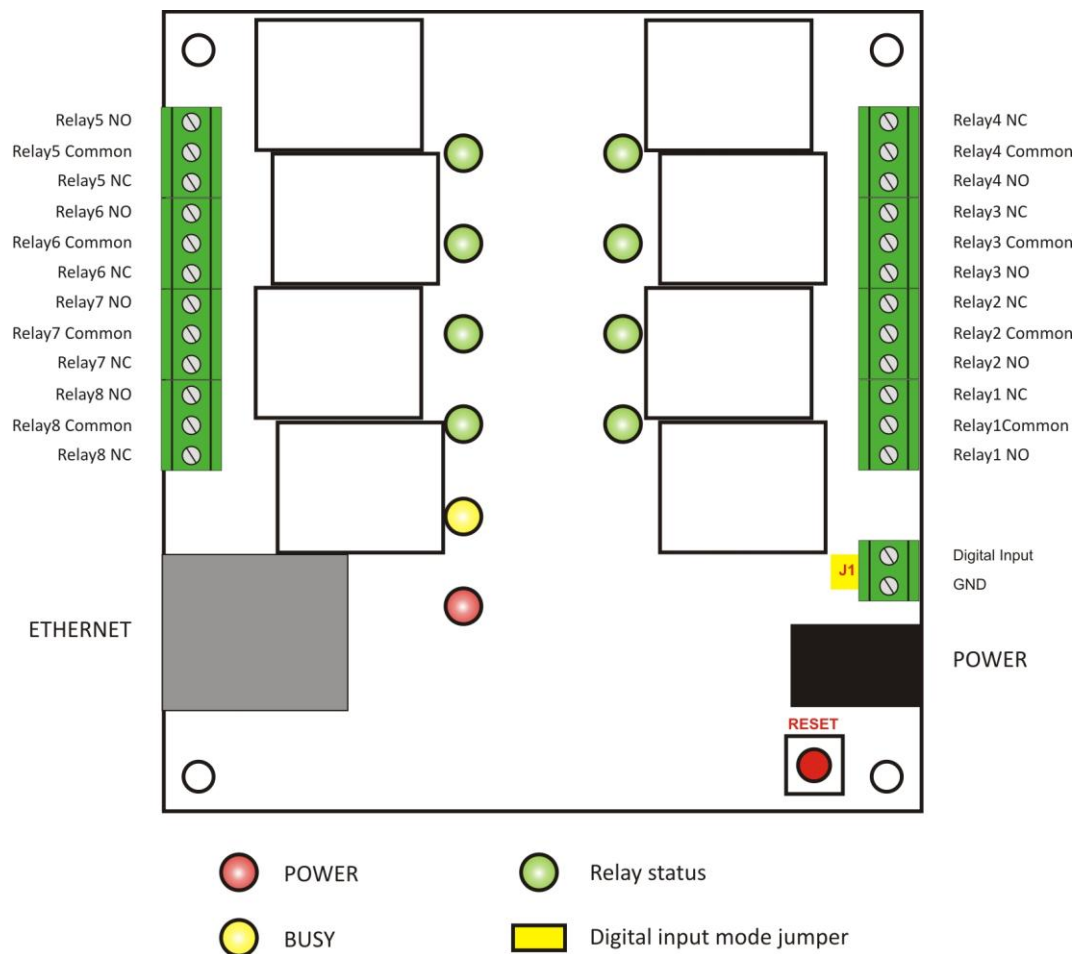 Relay5 NO
Relay5 Common
Relay5 NC
Relay6 NO
Relay6 Common
Relay6 NC
Relay7 NO
Relay7 Common
Relay7 NC
Relay8 NO
Relay8 Common
Relay8 NC
ETHERNET
Relay4 NC
Relay4 Common
Relay4 NO
Relay3 NC
Relay3 Common
Relay3 NO
Relay2 NC
Relay2 Common
Relay2 NO
Relay1 NC
Relay1Common
Relay1 NO
J1
Digital Input
GND
POWER
RESET
POWER
Relay status
BUSY
Digital input mode jumper